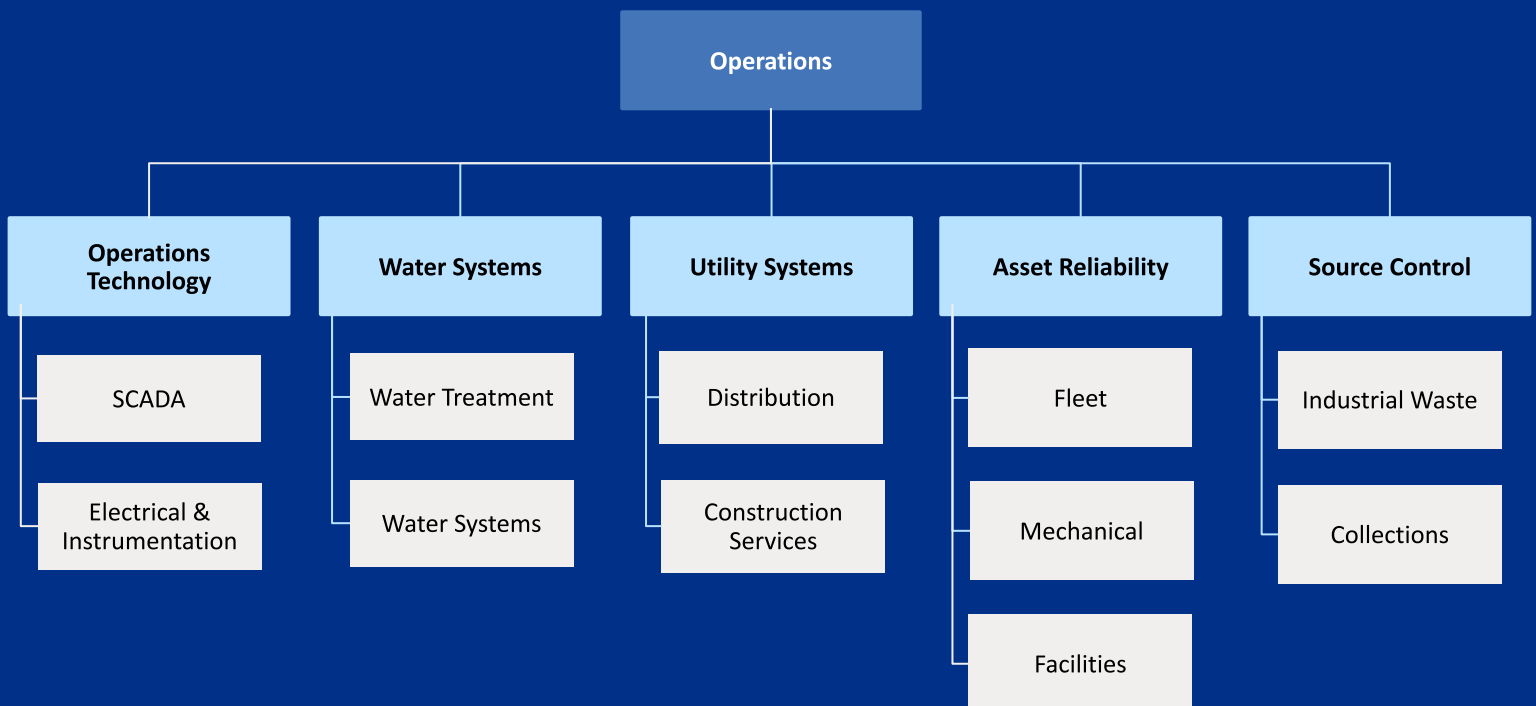 Operations
Operations
Technology
Water Systems
Utility Systems
Asset Reliability
Source Control
SCADA
Water Treatment
Distribution
Fleet
Industrial Waste
Electrical &
Instrumentation
Water Systems
Construction
Services
Mechanical
Collections
Facilities